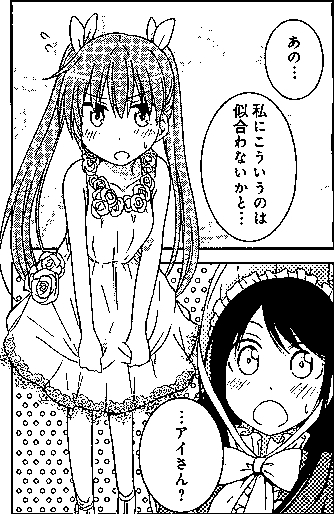 あの…
私にこういうのは
似合わないかと…
…アイさん？